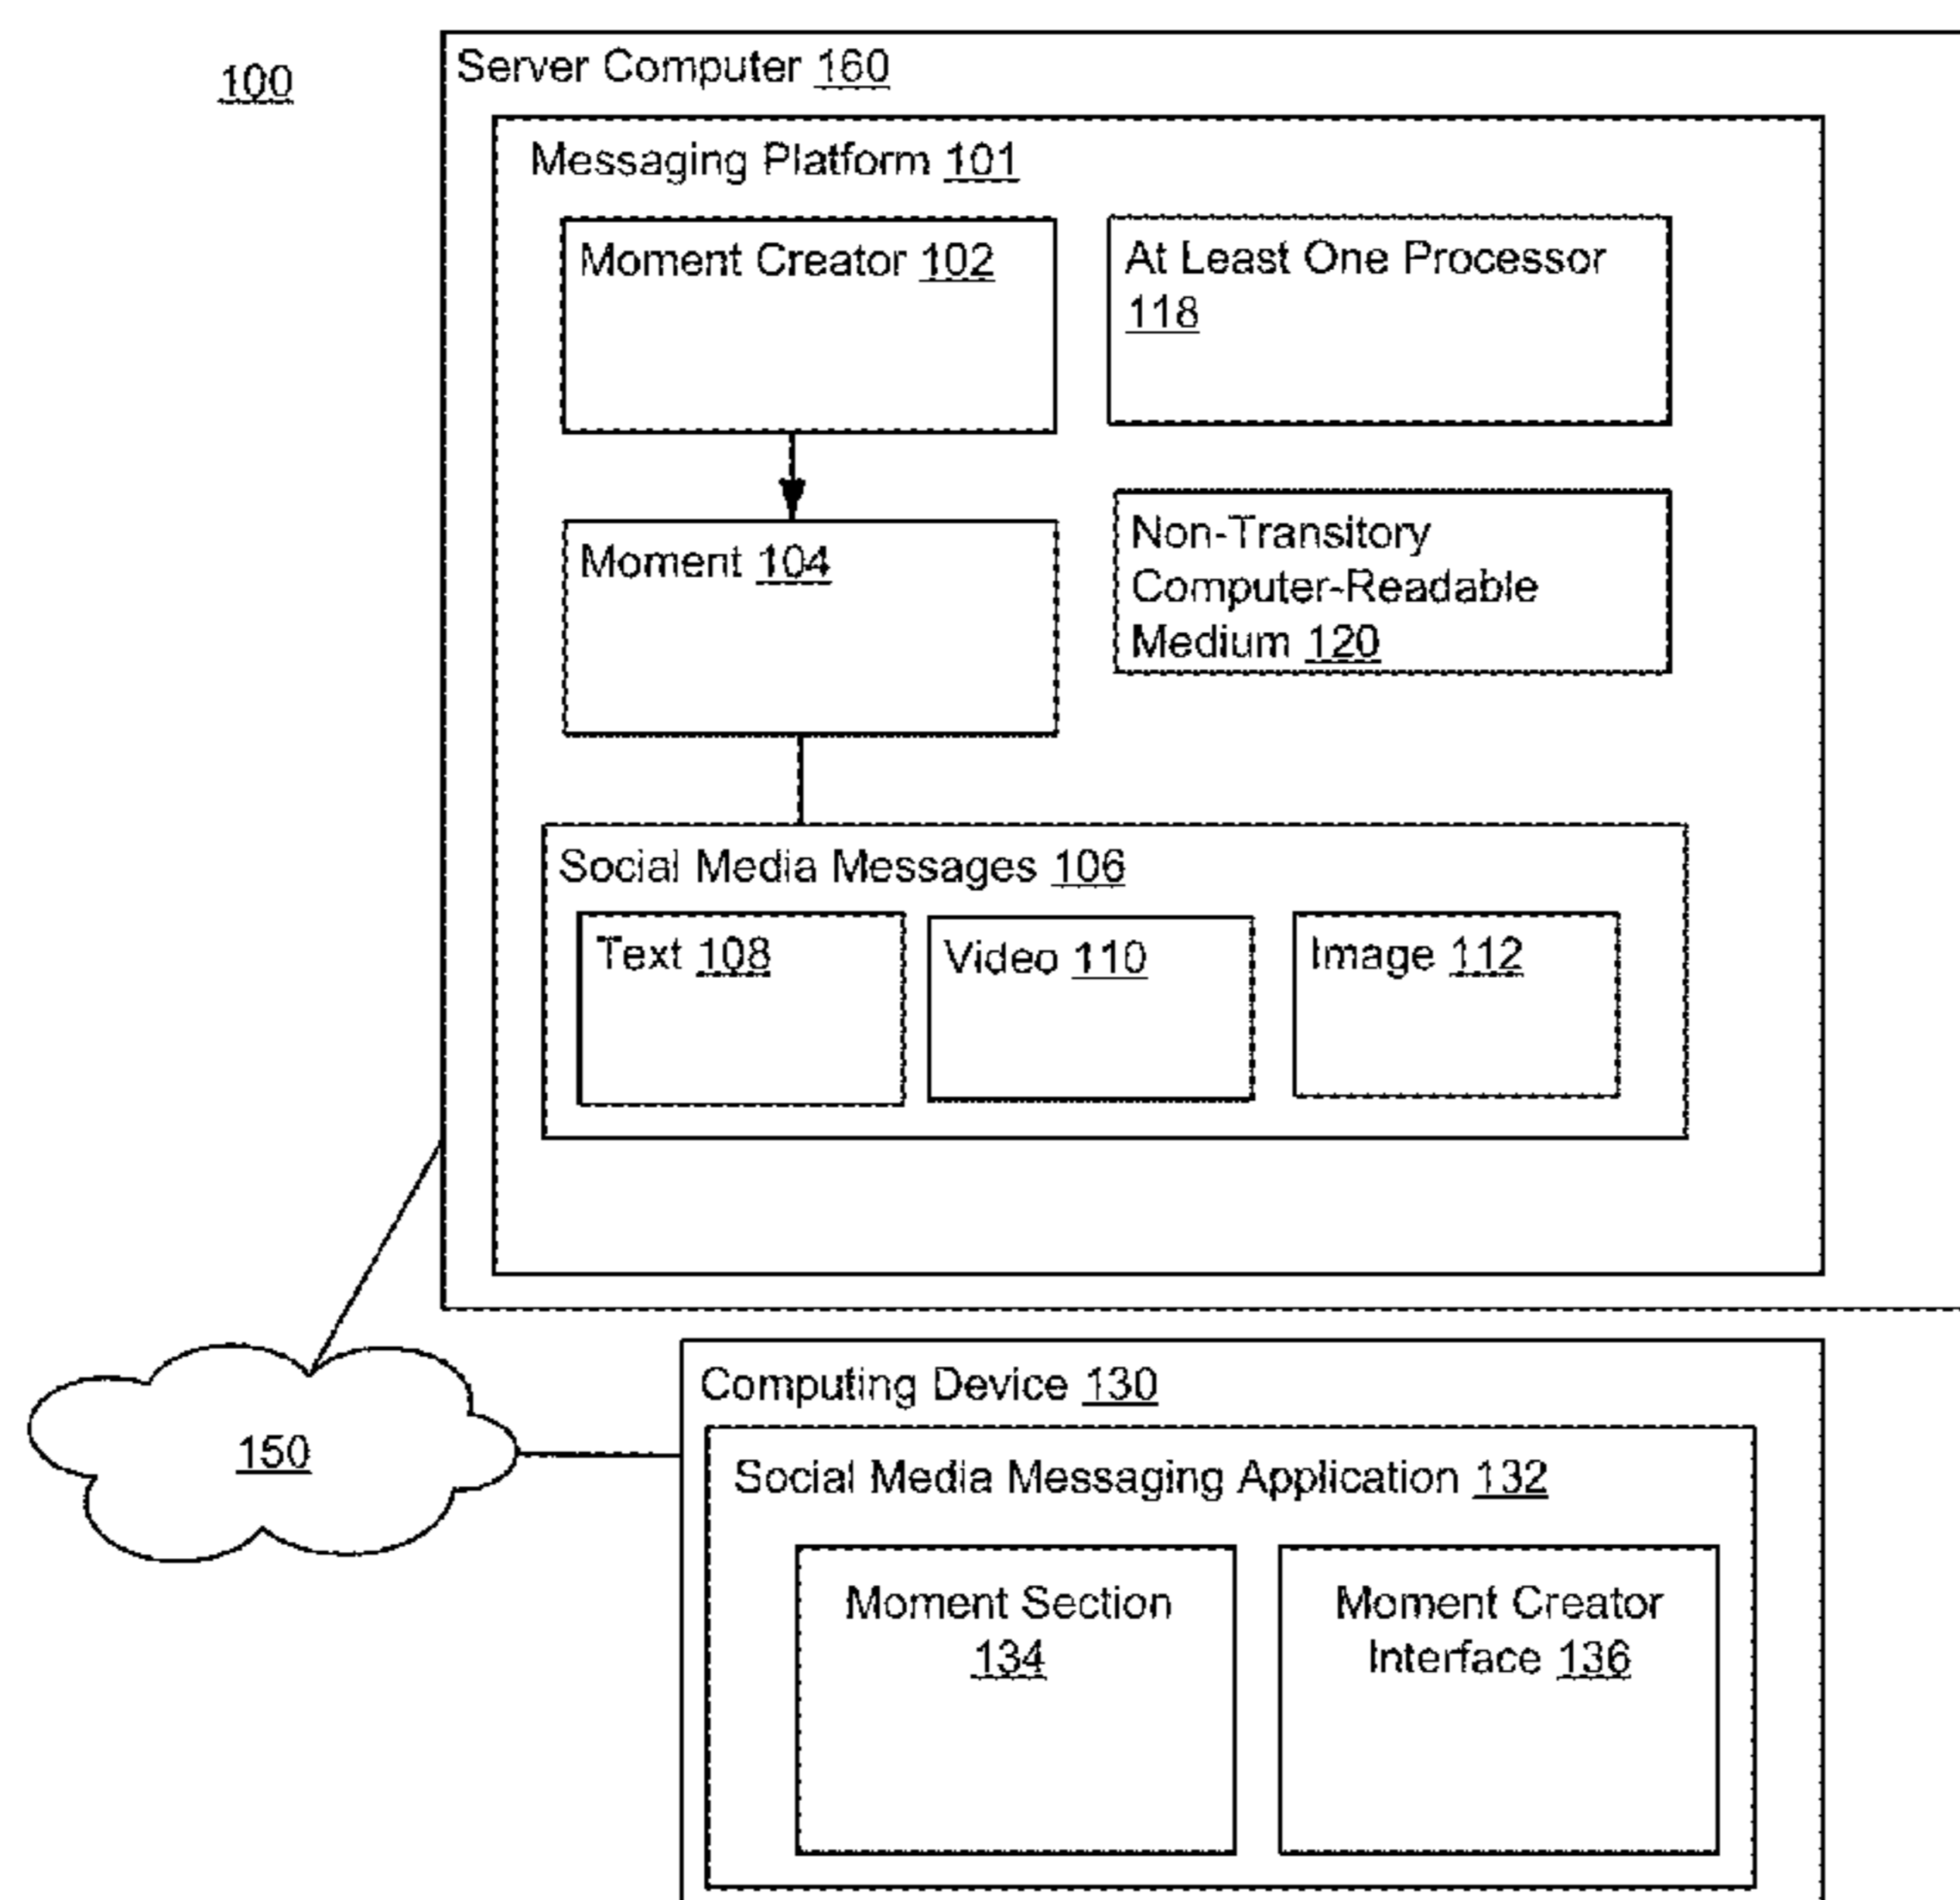 100
Server Computer 160
Messaging Platform 101
Moment Creator 102
At Least One Processor
118
Moment 104
Non-Transitory
Computer-Readable
Medium 120
Social Media Messages 106
Text 108
Video 110
Image 112
150
Computing Device 130
Social Media Messaging Application 132
Moment Section
134
Moment Creator
Interface 136